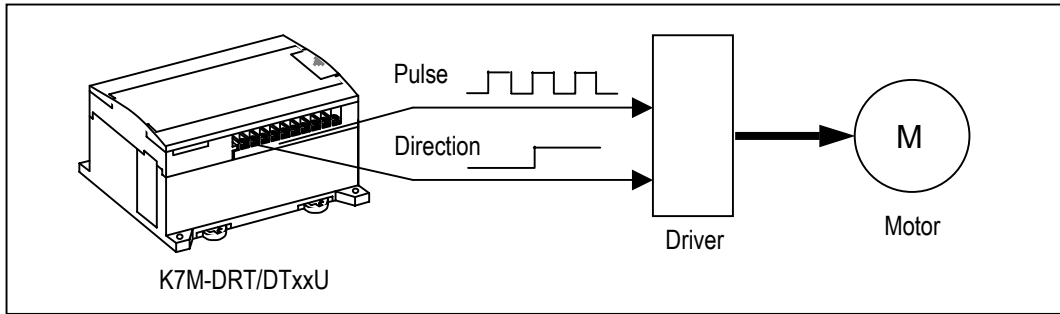 Pulse
Direction
M
Driver
Motor
K7M-DRT/DTxxU